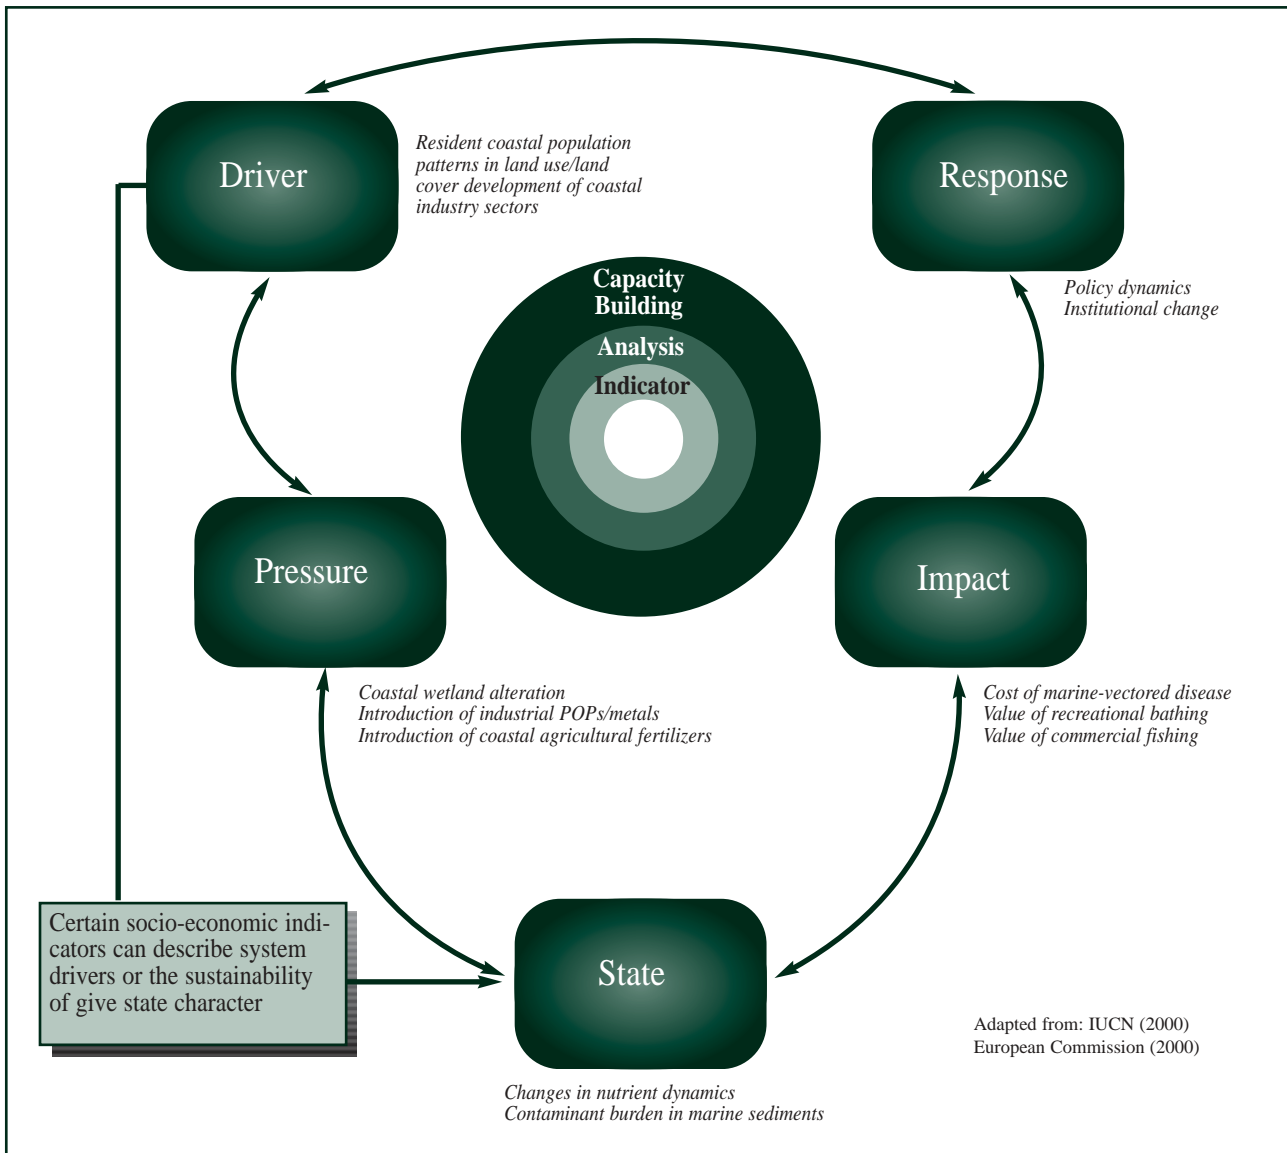 Driver
Resident coastal population
patterns in land use/land
cover development of coastal
industry sectors
Response
Policy dynamics
Institutional change
Capacity
Building
Analysis
Indicator
Pressure
Coastal wetland alteration
Introduction of industrial POPs/metals
Introduction of coastal agricultural fertilizers
Impact
Cost of marine-vectored disease
Value of recreational bathing
Value of commercial fishing
Certain socio-economic indi-
cators can describe system
drivers or the sustainability
of give state character
State
Changes in nutrient dynamics
Contaminant burden in marine sediments
Adapted from: IUCN (2000)
European Commission (2000)